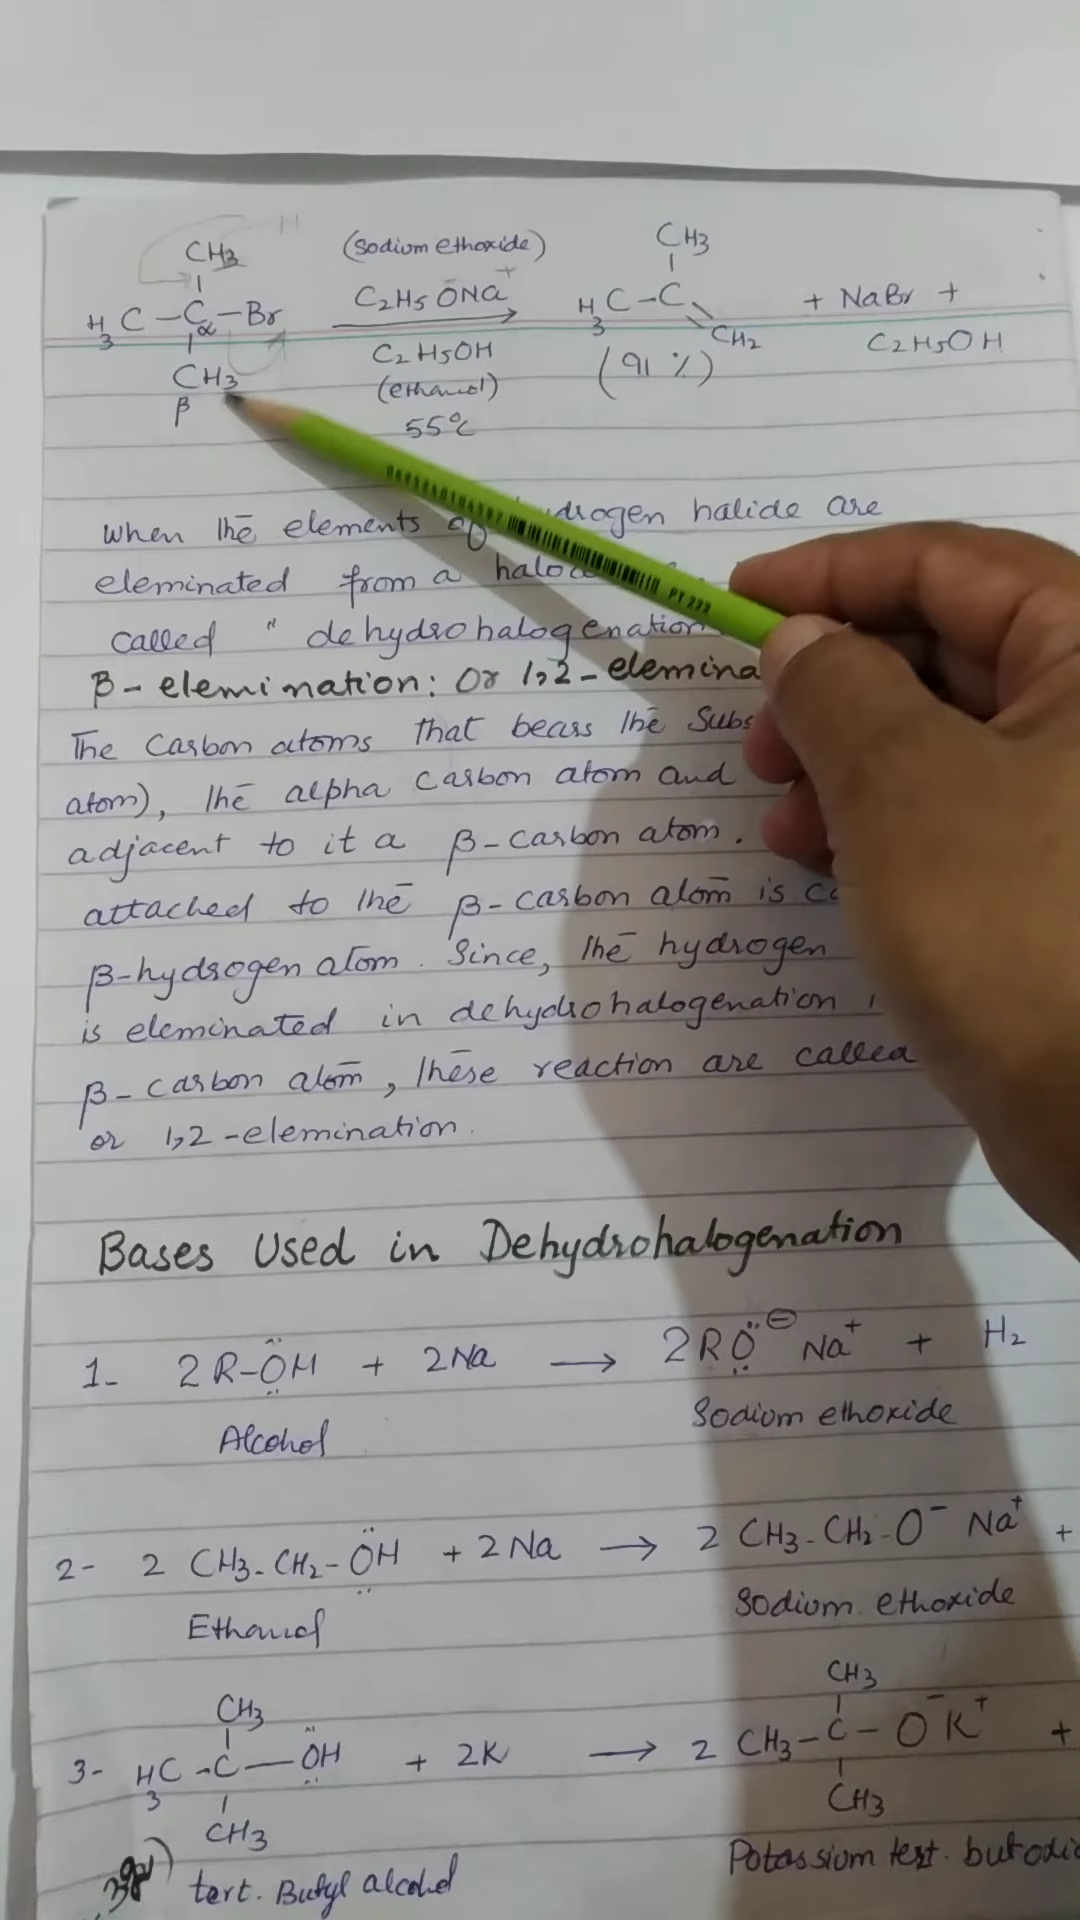 CH3 (Sodium ethoxide) CH3
H3C - Cα - Br C2H5ŌNa+ H3C - C + NaBr +
C2H5OH CH2 C2H5OH
CH3 (ethanol) (91 %)
β 55°C
When the elements of hydrogen halide are
eleminated from a
called " dehydrohalogenation
β- elemination: Or 1,2-elemina
The Carbon atoms that bears the Subs
atom), the alpha carbon atom and
adjacent to it a β-carbon atom.
attached to the β-carbon atom is
β-hydrogen atom. Since, the hydrogen
is eleminated in dehydrohalogenation
β-carbon atom, these reaction are called
or 1,2-elemination.
Bases Used in Dehydrohalogenation
1- 2R-ÖH + 2Na → 2RÖ⊖ Na+ + H2
Alcohol Sodium ethoxide
2- 2 CH3-CH2-ÖH + 2Na → 2 CH3-CH2-O- Na+ +
Ethanol Sodium ethoxide
CH3 CH3
3- H3C - C - ÖH + 2K → 2 CH3-C-O- K+ +
CH3 CH3
tert. Butyl alcohol Potassium tert. butoxi
0681240104367 PT 222